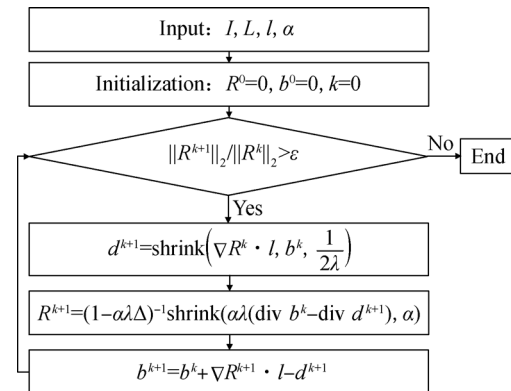 Input: I, L, l, α
Initialization: R⁰=0, b⁰=0, k=0
||Rᵏ⁺¹||₂/||Rᵏ||₂>ε
No
End
Yes
dᵏ⁺¹=shrink(∇Rᵏ · l, bᵏ, 1/2λ)
Rᵏ⁺¹=(1-αλΔ)⁻¹shrink(αλ(div bᵏ-div dᵏ⁺¹), α)
bᵏ⁺¹=bᵏ+∇Rᵏ⁺¹ · l-dᵏ⁺¹